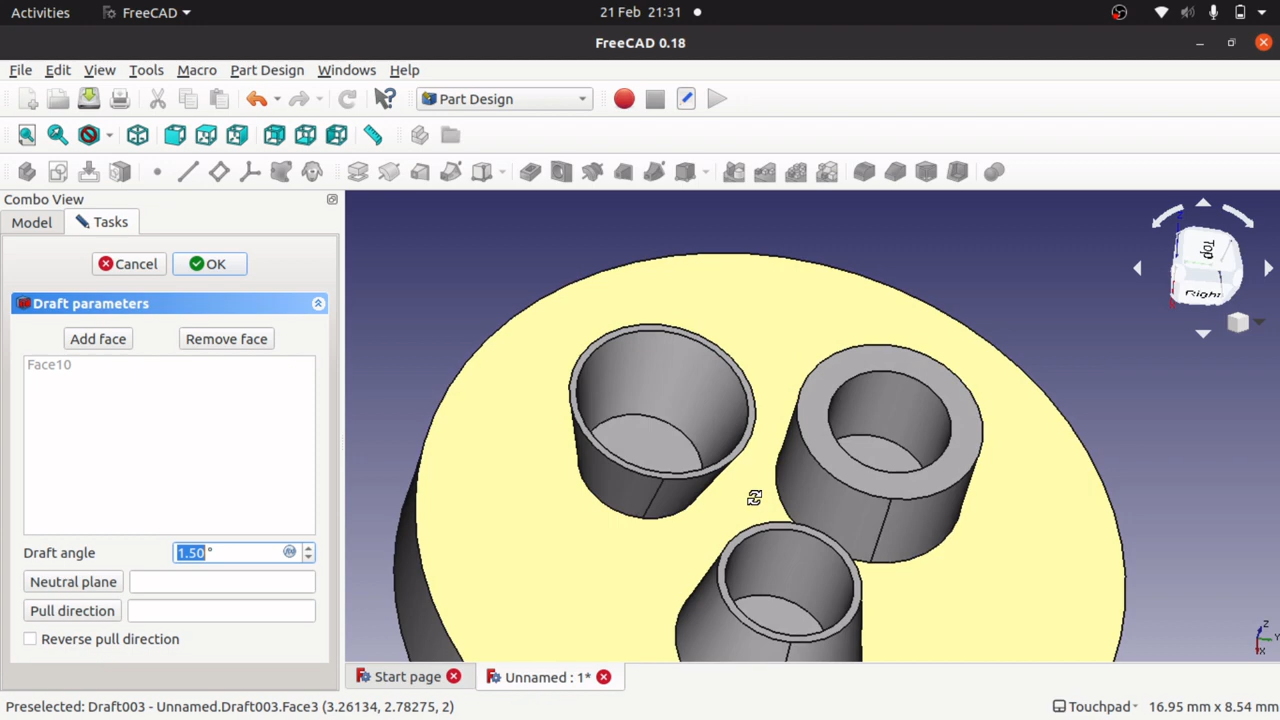 Activities
FreeCAD
21 Feb 21:31
FreeCAD 0.18
File Edit View Tools Macro Part Design Windows Help
Part Design
Combo View
Model Tasks
Cancel OK
Draft parameters
Add face Remove face
Face10
Draft angle 1.50 °
Neutral plane
Pull direction
Reverse pull direction
Top
Right
Z
Z
Y
X
Start page Unnamed : 1*
Preselected: Draft003 - Unnamed.Draft003.Face3 (3.26134, 2.78275, 2)
Touchpad 16.95 mm x 8.54 mm